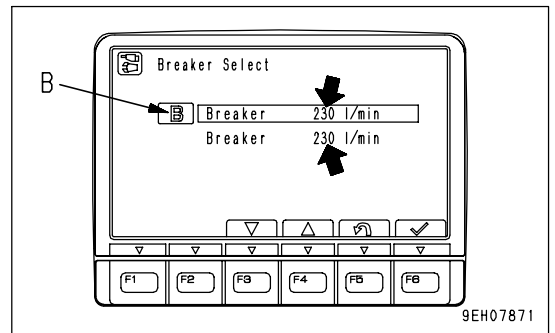 Breaker Select
B
B Breaker 230 l/min
Breaker 230 l/min
F1 F2 F3 F4 F5 F6
9EH07871